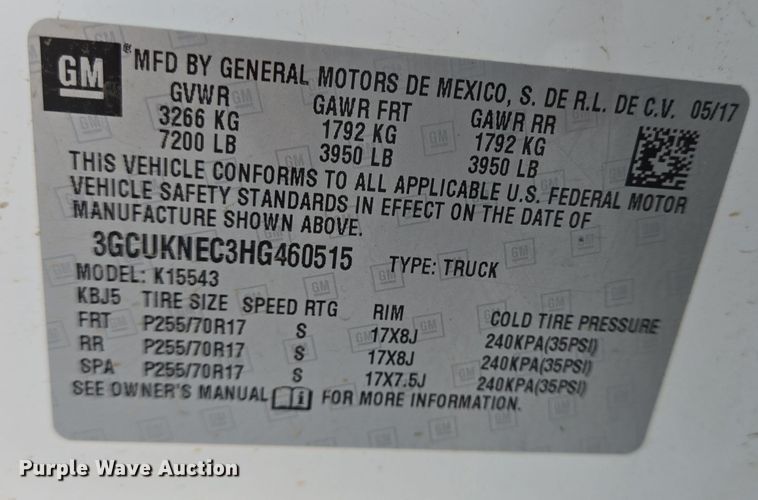 GM ® MFD BY GENERAL MOTORS DE MEXICO, S. DE R.L. DE C.V. 05/17
GVWR GAWR FRT GAWR RR
3266 KG 1792 KG 1792 KG
7200 LB 3950 LB 3950 LB
THIS VEHICLE CONFORMS TO ALL APPLICABLE U.S. FEDERAL MOTOR
VEHICLE SAFETY STANDARDS IN EFFECT ON THE DATE OF
MANUFACTURE SHOWN ABOVE.
3GCUKNEC3HG460515 TYPE: TRUCK
MODEL: K15543
KBJ5 TIRE SIZE SPEED RTG RIM COLD TIRE PRESSURE
FRT P255/70R17 S 17X8J 240KPA(35PSI)
RR P255/70R17 S 17X8J 240KPA(35PSI)
SPA P255/70R17 S 17X7.5J 240KPA(35PSI)
SEE OWNER'S MANUAL i FOR MORE INFORMATION.
Purple Wave Auction